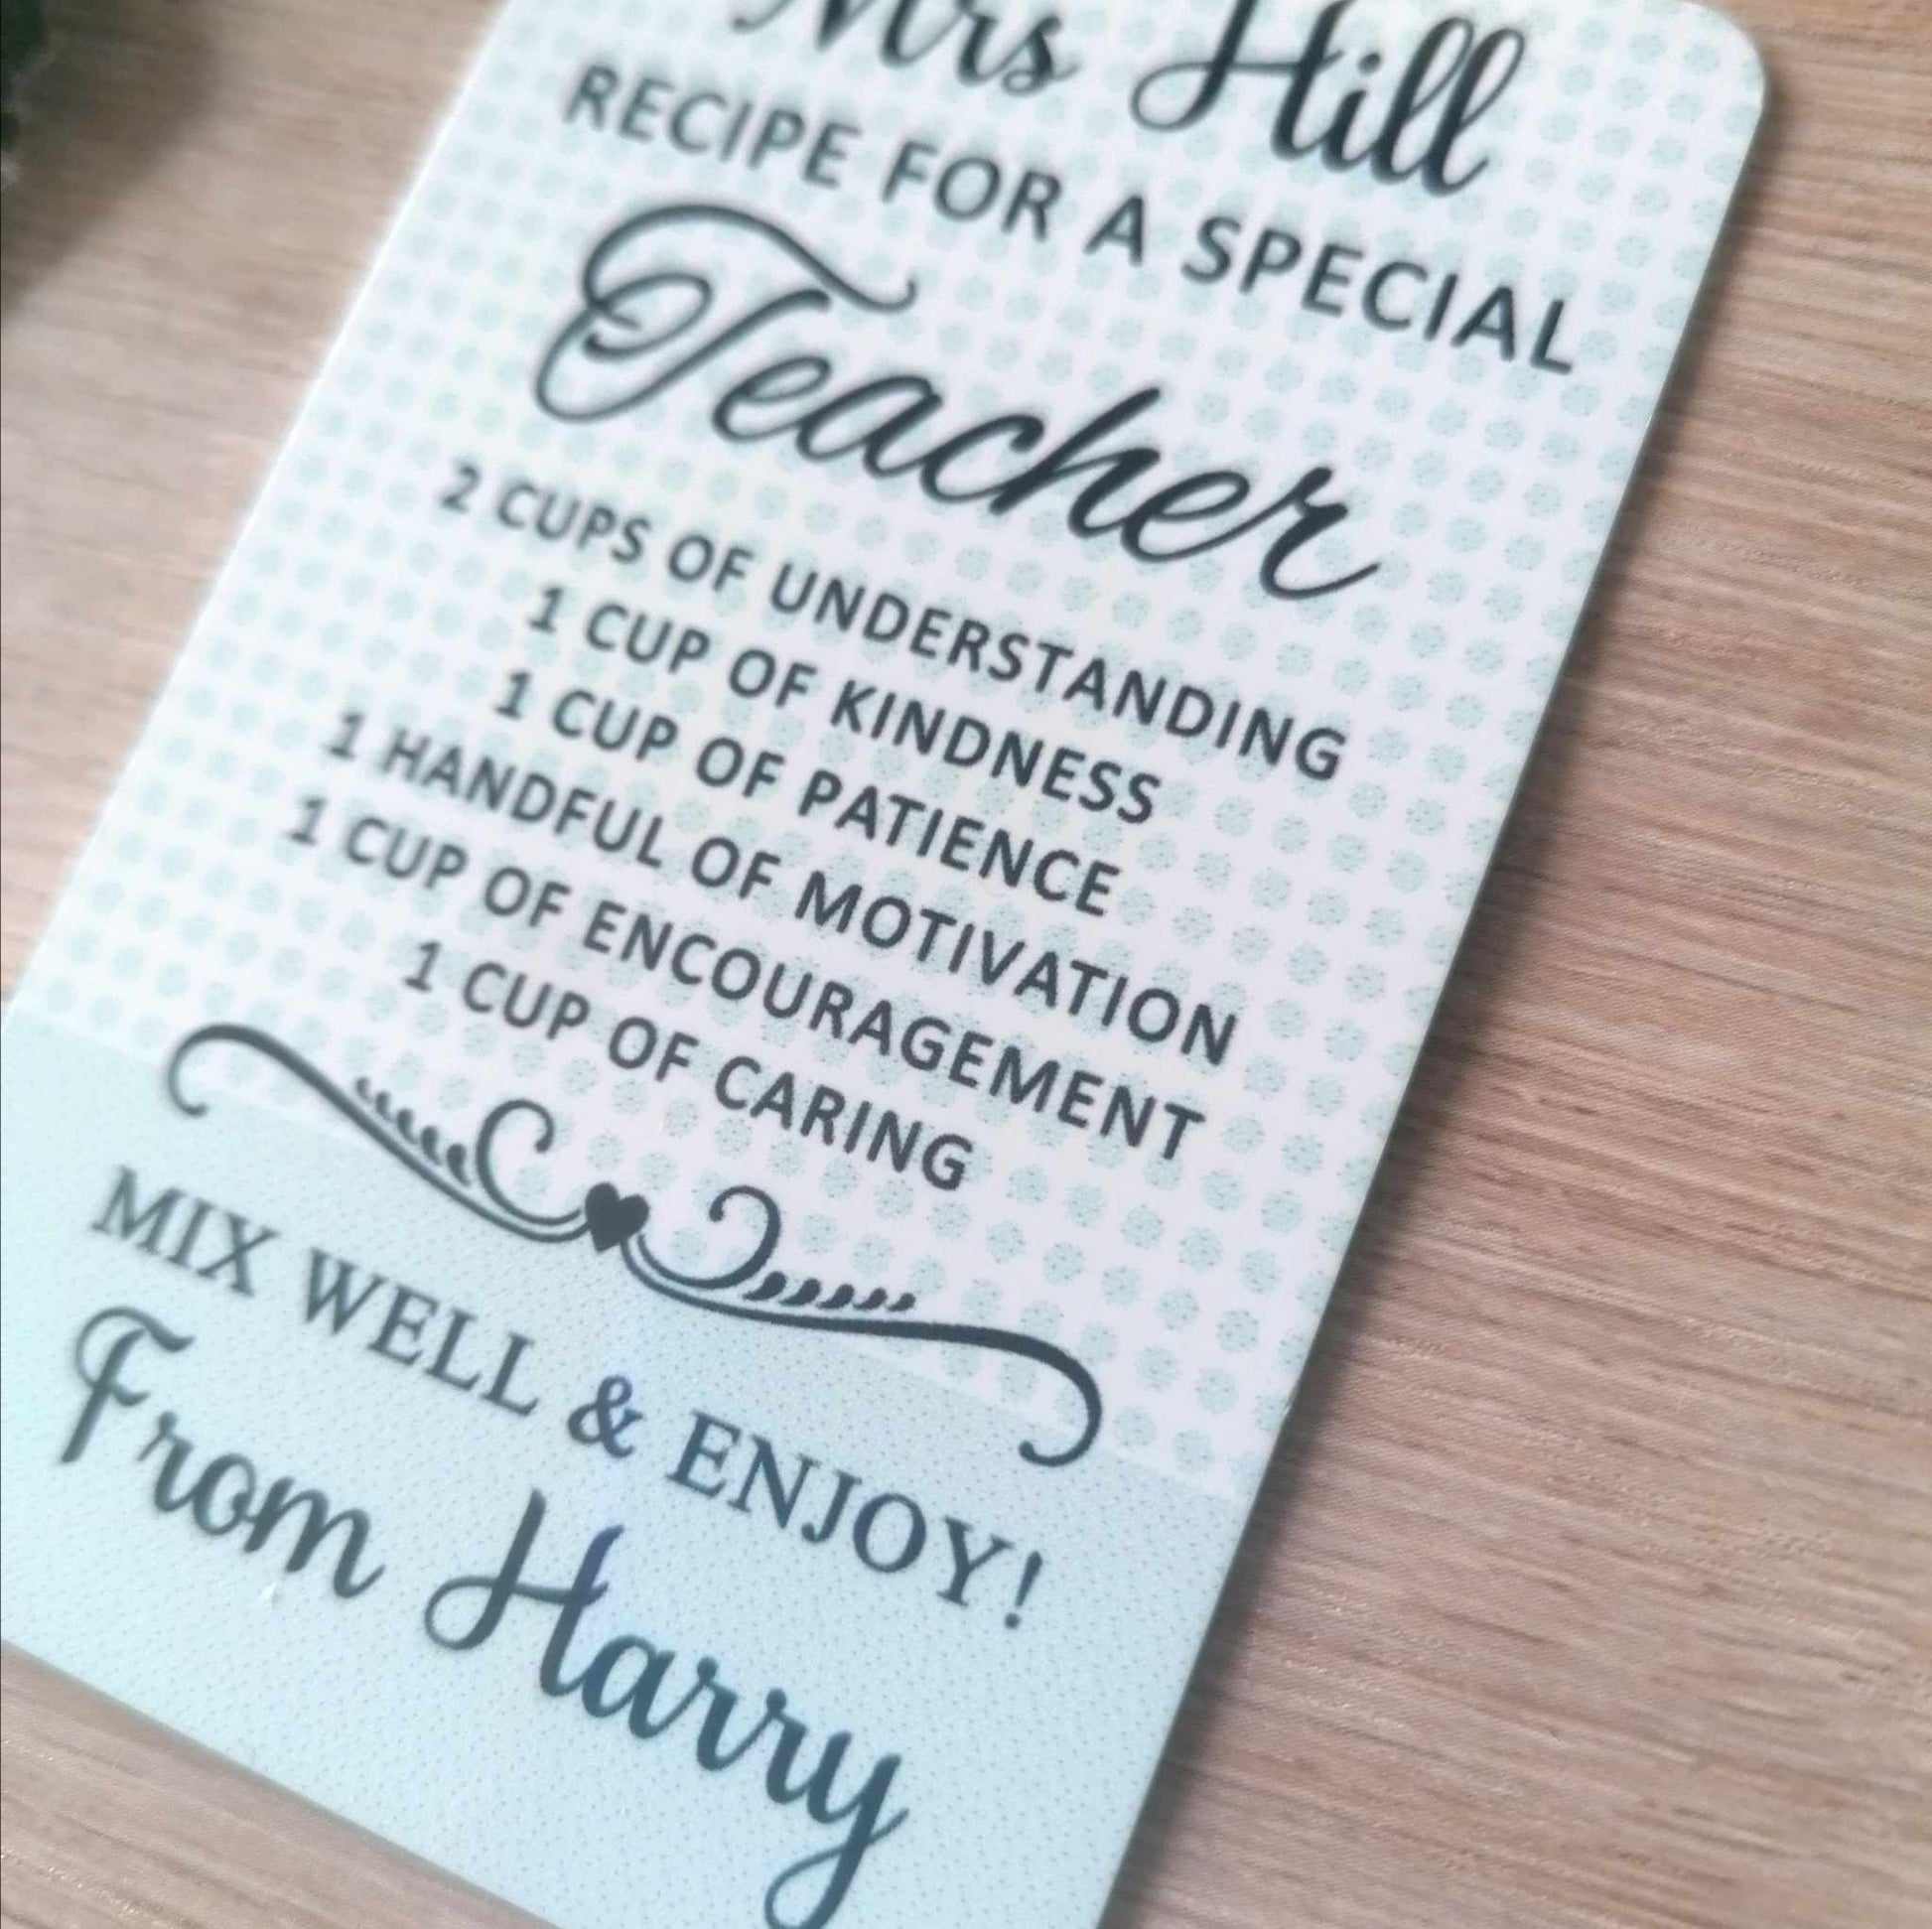 Mrs Hill
RECIPE FOR A SPECIAL
Teacher
2 CUPS OF UNDERSTANDING
1 CUP OF KINDNESS
1 CUP OF PATIENCE
1 HANDFUL OF MOTIVATION
1 CUP OF ENCOURAGEMENT
1 CUP OF CARING
MIX WELL & ENJOY!
From Harry